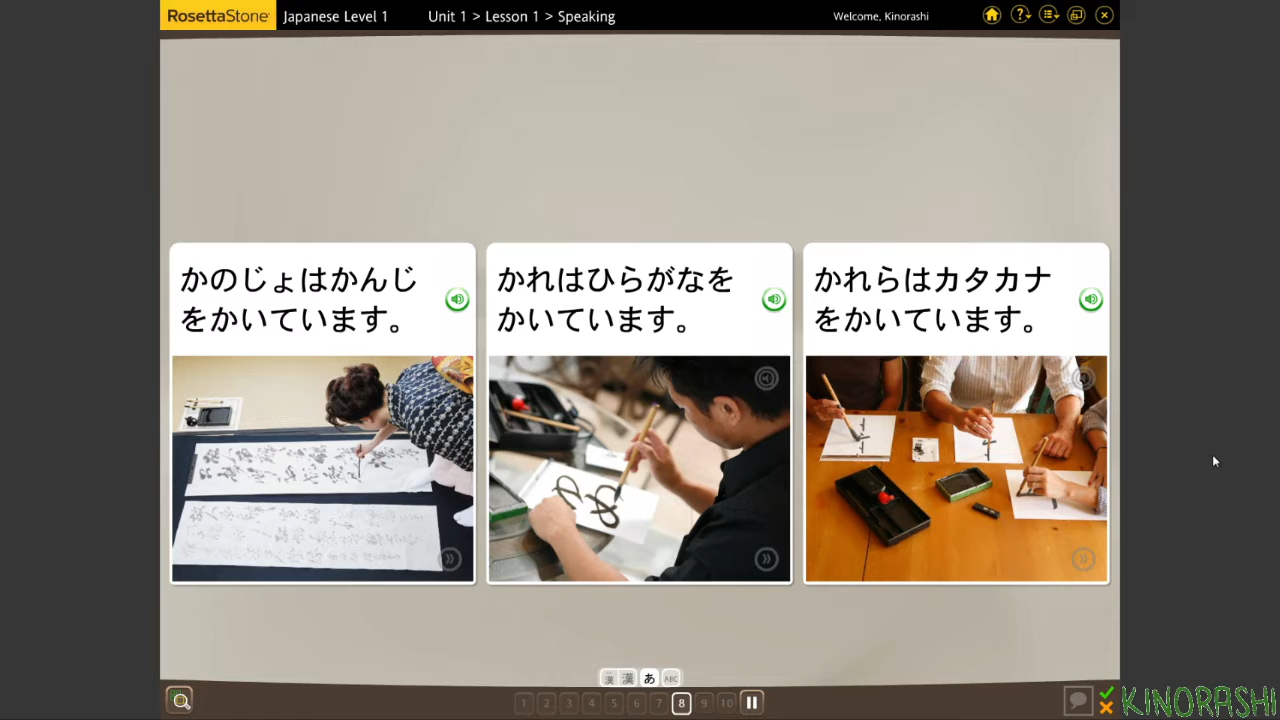 RosettaStone
Japanese Level 1
Unit 1 > Lesson 1 > Speaking
Welcome, Kinorashi
かのじょはかんじ
をかいています。
かれはひらがなを
かいています。
かれらはカタカナ
をかいています。
ゆめ
漢 漢 あ ABC
1 2 3 4 5 6 7 8 9 10
KINORASHI